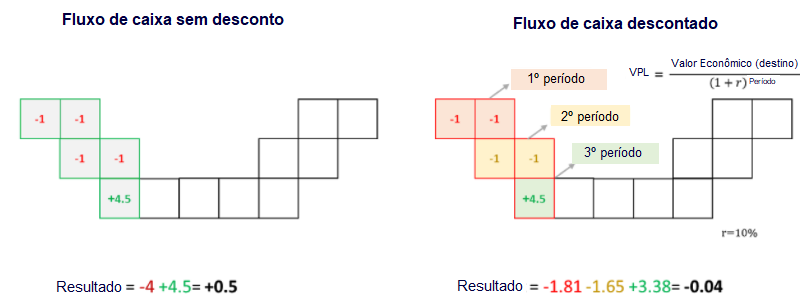 Fluxo de caixa sem desconto
-1 -1
-1 -1
+4.5
Resultado = -4 +4.5= +0.5
Fluxo de caixa descontado
VPL = Valor Econômico (destino)
(1 + r) Período
1º período
-1 -1
2º período
-1 -1
3º período
+4.5
r=10%
Resultado = -1.81 -1.65 +3.38= -0.04